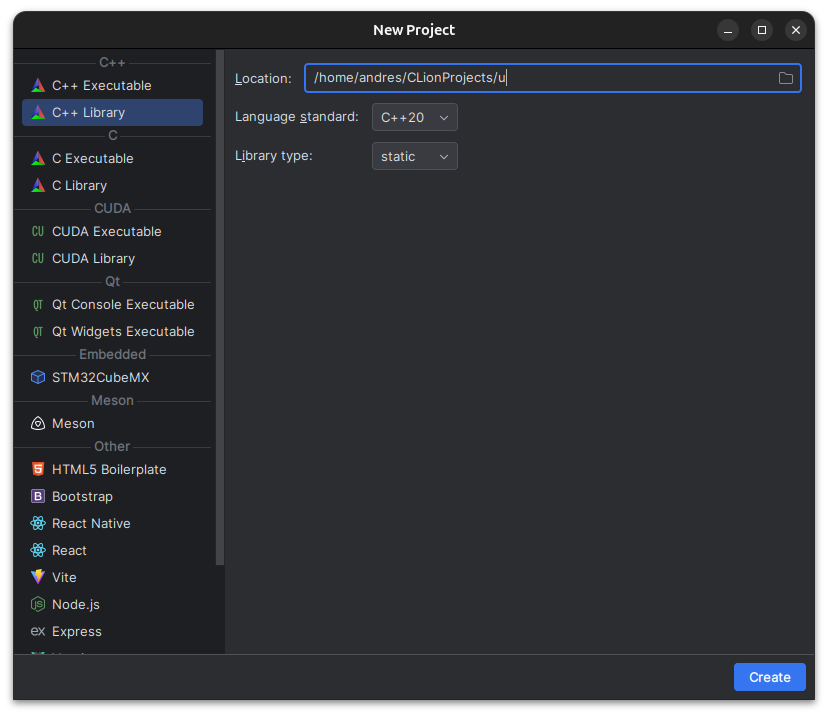 New Project
C++
C++ Executable
C++ Library
C
C Executable
C Library
CUDA
CU CUDA Executable
CU CUDA Library
Qt
QT Qt Console Executable
QT Qt Widgets Executable
Embedded
STM32CubeMX
Meson
Meson
Other
5 HTML5 Boilerplate
B Bootstrap
React Native
React
Vite
JS Node.js
ex Express
Location: /home/andres/CLionProjects/u
Language standard: C++20
Library type: static
Create